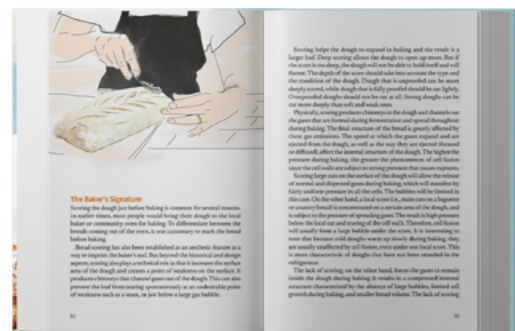 The Baker's Signature
Scoring the dough just before baking is common for several reasons.
In earlier times, most people would bring their dough to the local
baker or community oven for baking. To differentiate between the
breads coming out of the oven, it was customary to mark the bread
before baking.
Bread scoring has also been established as an aesthetic feature as a
way to imprint the baker's seal. But beyond the historical and design
aspects, scoring also plays a technical role in that it increases the surface
area of the dough and creates a point of weakness on the surface. It
produces chimneys that channel gases out of the dough. This can also
prevent the loaf from tearing spontaneously at an undesirable point
of weakness such as a seam, or just below a large gas bubble.
52
Scoring helps the dough to expand in baking and the result is a
larger loaf. Deep scoring allows the dough to open up more. But if
the score is too deep, the dough will not be able to hold itself and will
flatten. The depth of the score should take into account the type and
the condition of the dough. Dough that is unproofed can be more
deeply scored, while dough that is fully proofed should be cut lightly.
Overproofed doughs should not be cut at all. Strong doughs can be
cut more deeply than soft and weak ones.
Physically, scoring produces chimneys in the dough and channels out
the gases that are formed during fermentation and spread throughout
during baking. The final structure of the bread is greatly affected by
these gas emissions. The speed at which the gases expand and are
ejected from the dough, as well as the way they are ejected (focused
or diffused), affect the internal structure of the dough. The higher the
pressure during baking, the greater the phenomenon of cell fusion
since the cell walls are subject to strong pressure that causes ruptures.
Scoring large cuts on the surface of the dough will allow the release
of normal and dispersed gases during baking, which will manifest by
fairly uniform pressure in all the cells. The bubbles will be limited in
this case. On the other hand, a local score (i.e., main cuts on a baguette
or country bread) is concentrated on a certain area of the dough, and
is subject to the pressure of spreading gases. The result is high pressure
below the local cut and tearing of the cell walls. Therefore, cell fusion
will usually form a large bubble under the score. It is interesting to
note that because cold doughs warm up slowly during baking, they
are usually unaffected by cell fusion, even under one local score. This
is more characteristic of doughs that have not been retarded in the
refrigerator.
The lack of scoring, on the other hand, forces the gases to remain
inside the dough during baking. It results in a compressed internal
structure characterized by the absence of large bubbles, limited cell
growth during baking, and smaller bread volume. The lack of scoring
53